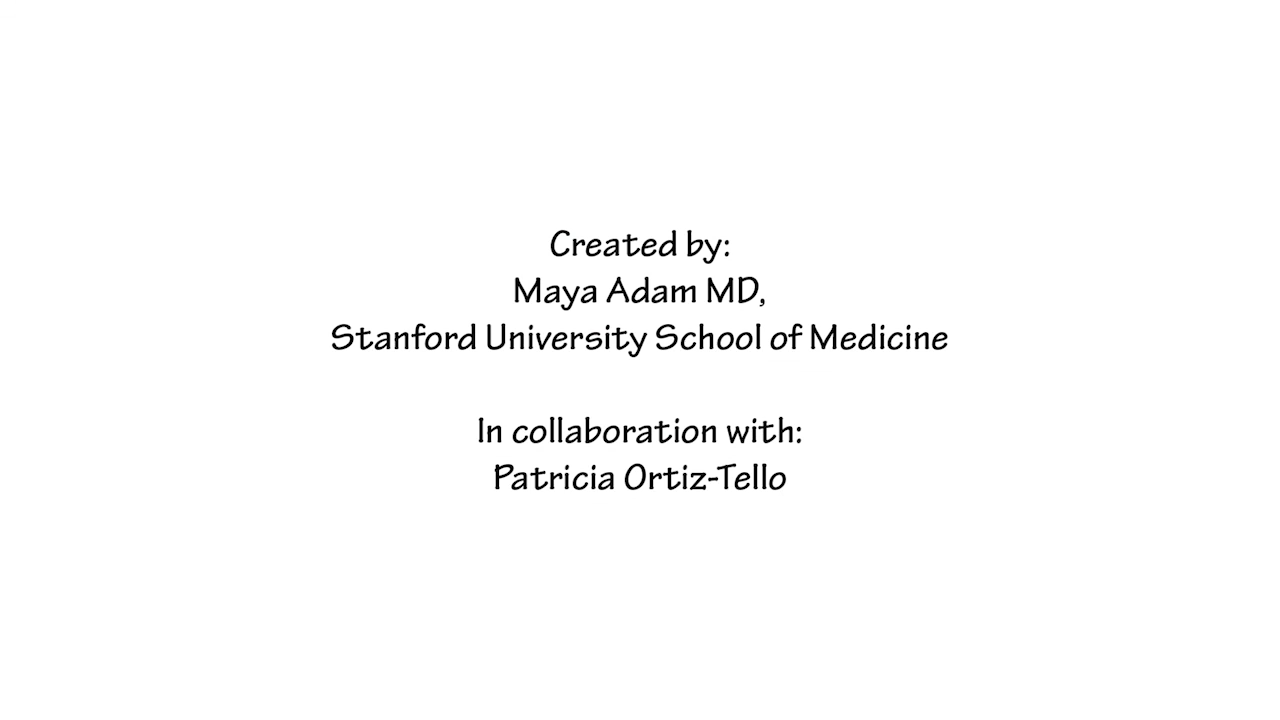 Created by:
Maya Adam MD,
Stanford University School of Medicine
In collaboration with:
Patricia Ortiz-Tello